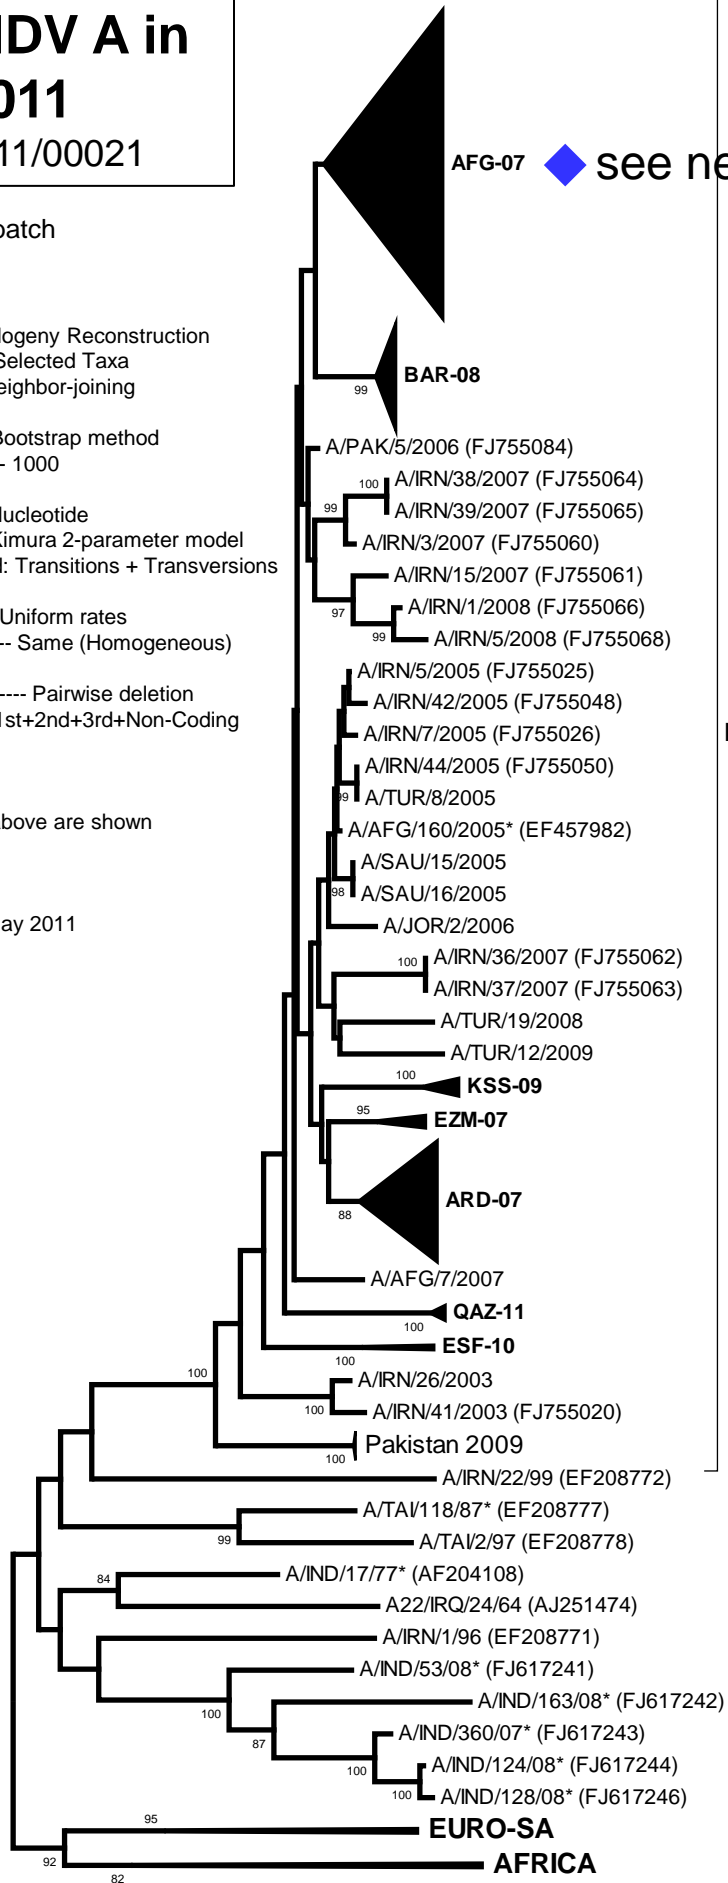 DV A in
011
11/00021
batch
logeny Reconstruction
Selected Taxa
eighbor-joining
Bootstrap method
- 1000
Nucleotide
Kimura 2-parameter model
l: Transitions + Transversions
Uniform rates
-- Same (Homogeneous)
---- Pairwise deletion
1st+2nd+3rd+Non-Coding
above are shown
ay 2011
AFG-07
see ne
99
BAR-08
A/PAK/5/2006 (FJ755084)
100
A/IRN/38/2007 (FJ755064)
99
A/IRN/39/2007 (FJ755065)
A/IRN/3/2007 (FJ755060)
A/IRN/15/2007 (FJ755061)
97
A/IRN/1/2008 (FJ755066)
99
A/IRN/5/2008 (FJ755068)
A/IRN/5/2005 (FJ755025)
A/IRN/42/2005 (FJ755048)
A/IRN/7/2005 (FJ755026)
A/IRN/44/2005 (FJ755050)
99
A/TUR/8/2005
A/AFG/160/2005* (EF457982)
A/SAU/15/2005
98
A/SAU/16/2005
A/JOR/2/2006
100
A/IRN/36/2007 (FJ755062)
A/IRN/37/2007 (FJ755063)
A/TUR/19/2008
A/TUR/12/2009
100
KSS-09
95
EZM-07
ARD-07
88
A/AFG/7/2007
QAZ-11
100
ESF-10
100
100
A/IRN/26/2003
100
A/IRN/41/2003 (FJ755020)
Pakistan 2009
100
A/IRN/22/99 (EF208772)
A/TAI/118/87* (EF208777)
99
A/TAI/2/97 (EF208778)
84
A/IND/17/77* (AF204108)
A22/IRQ/24/64 (AJ251474)
A/IRN/1/96 (EF208771)
A/IND/53/08* (FJ617241)
100
A/IND/163/08* (FJ617242)
87
A/IND/360/07* (FJ617243)
100
A/IND/124/08* (FJ617244)
100
A/IND/128/08* (FJ617246)
95
EURO-SA
92
AFRICA
82